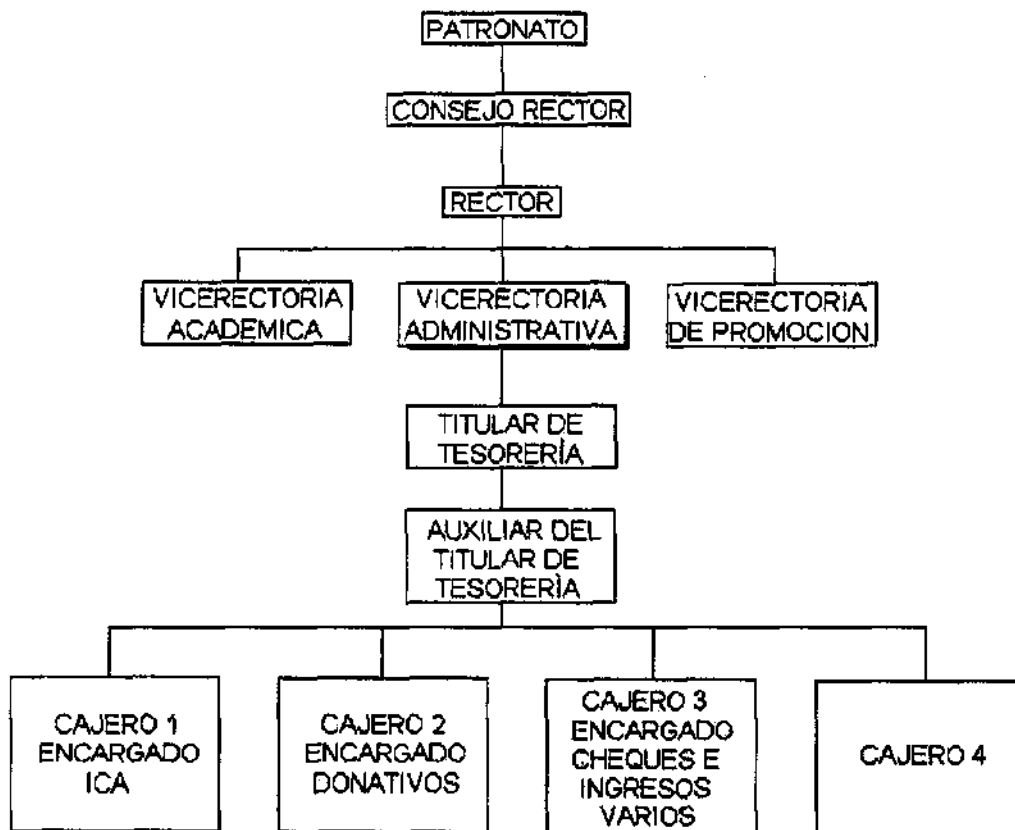 PATRONATO
CONSEJO RECTOR
RECTOR
VICERECTORIA
ACADEMICA
VICERECTORIA
ADMINISTRATIVA
VICERECTORIA
DE PROMOCION
TITULAR DE
TESORERÍA
AUXILIAR DEL
TITULAR DE
TESORERÌA
CAJERO 1
ENCARGADO
ICA
CAJERO 2
ENCARGADO
DONATIVOS
CAJERO 3
ENCARGADO
CHEQUES E
INGRESOS
VARIOS
CAJERO 4